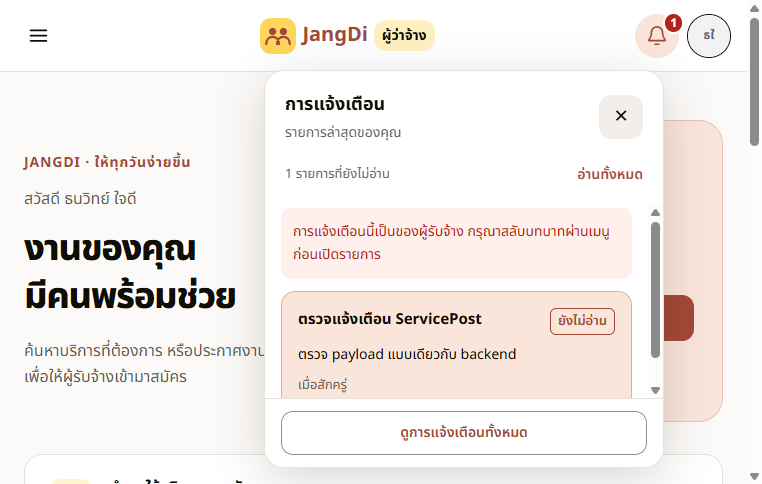 JangDi ผู้ว่าจ้าง
1
ธใ
การแจ้งเตือน
รายการล่าสุดของคุณ
1 รายการที่ยังไม่อ่าน
อ่านทั้งหมด
การแจ้งเตือนนี้เป็นของผู้รับจ้าง กรุณาสลับบทบาทผ่านเมนู
ก่อนเปิดรายการ
ตรวจแจ้งเตือน ServicePost
ยังไม่อ่าน
ตรวจ payload แบบเดียวกับ backend
เมื่อสักครู่
ดูการแจ้งเตือนทั้งหมด
JANGDI · ให้ทุกวันง่ายขึ้น
สวัสดี ธนวิทย์ ใจดี
งานของคุณ
มีคนพร้อมช่วย
ค้นหาบริการที่ต้องการ หรือประกาศงาน
เพื่อให้ผู้รับจ้างเข้ามาสมัคร